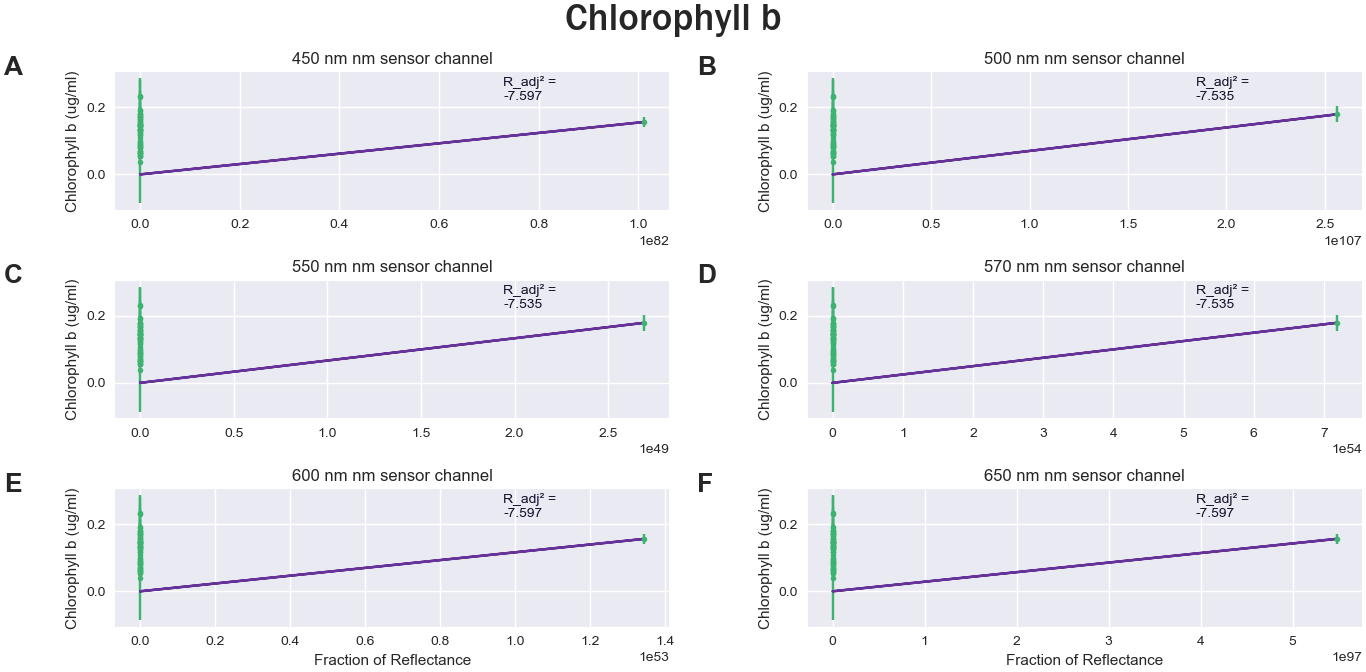 Chlorophyll b
A
450 nm nm sensor channel
Chlorophyll b (ug/ml)
0.2
0.0
R_adj² =
-7.597
0.0 0.2 0.4 0.6 0.8 1.0
1e82
B
500 nm nm sensor channel
Chlorophyll b (ug/ml)
0.2
0.0
R_adj² =
-7.535
0.0 0.5 1.0 1.5 2.0 2.5
1e107
C
550 nm nm sensor channel
Chlorophyll b (ug/ml)
0.2
0.0
R_adj² =
-7.535
0.0 0.5 1.0 1.5 2.0 2.5
1e49
D
570 nm nm sensor channel
Chlorophyll b (ug/ml)
0.2
0.0
R_adj² =
-7.535
0 1 2 3 4 5 6 7
1e54
E
600 nm nm sensor channel
Chlorophyll b (ug/ml)
0.2
0.0
R_adj² =
-7.597
0.0 0.2 0.4 0.6 0.8 1.0 1.2 1.4
1e53
Fraction of Reflectance
F
650 nm nm sensor channel
Chlorophyll b (ug/ml)
0.2
0.0
R_adj² =
-7.597
0 1 2 3 4 5
1e97
Fraction of Reflectance